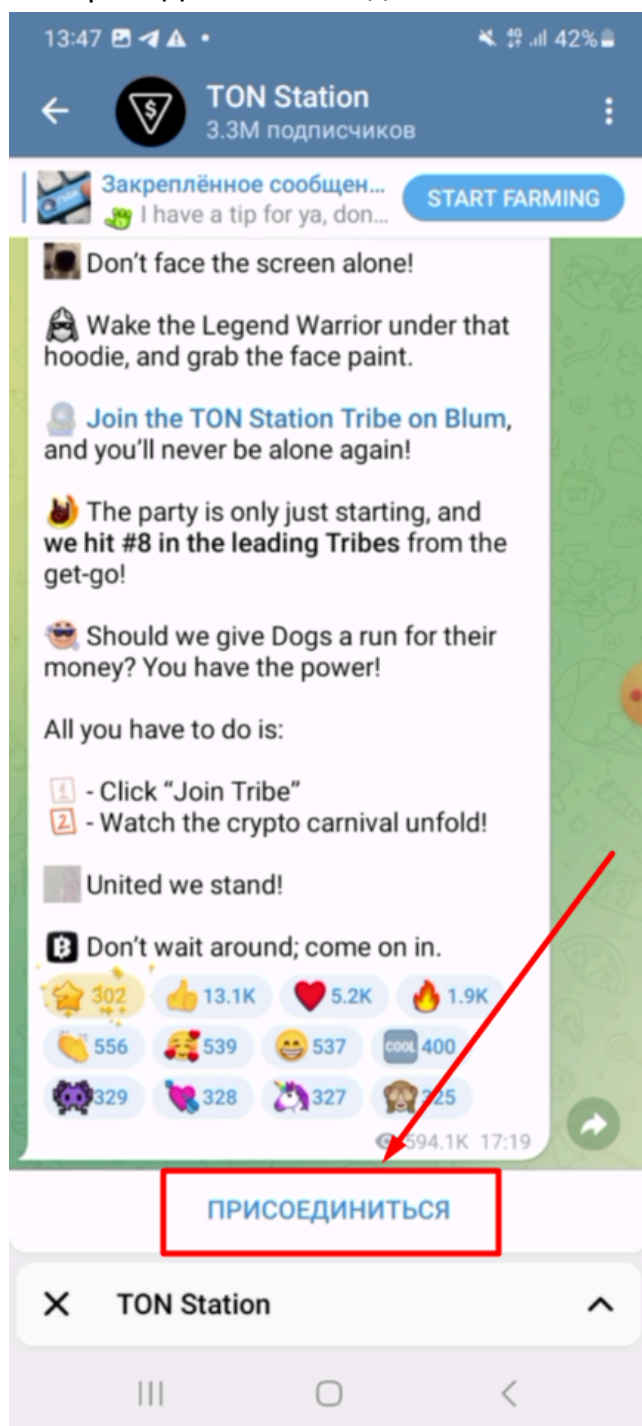 13:47
42%
TON Station
3.3M подписчиков
Закреплённое сообщен...
I have a tip for ya, don...
START FARMING
Don't face the screen alone!
Wake the Legend Warrior under that
hoodie, and grab the face paint.
Join the TON Station Tribe on Blum,
and you'll never be alone again!
The party is only just starting, and
we hit #8 in the leading Tribes from the
get-go!
Should we give Dogs a run for their
money? You have the power!
All you have to do is:
1 - Click “Join Tribe”
2 - Watch the crypto carnival unfold!
United we stand!
Don't wait around; come on in.
302 13.1K 5.2K 1.9K
556 539 537 COOL 400
329 328 327 325
594.1K 17:19
ПРИСОЕДИНИТЬСЯ
TON Station